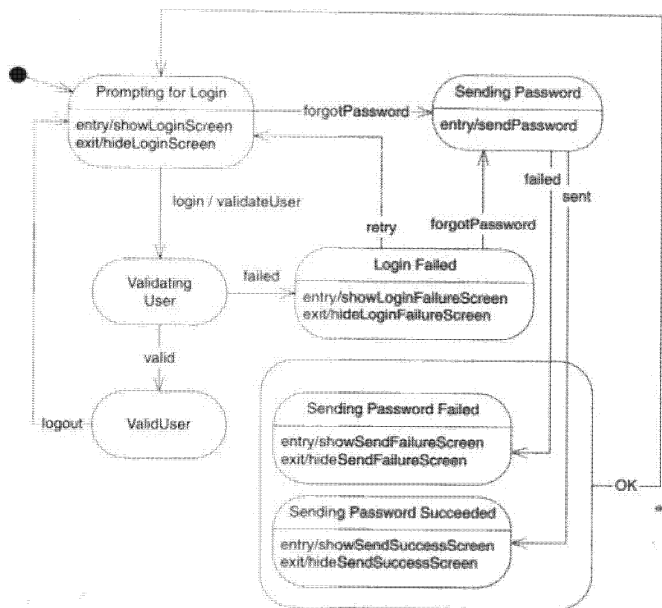 Prompting for Login
entry/showLoginScreen
exit/hideLoginScreen
forgotPassword
Sending Password
entry/sendPassword
failed
sent
login / validateUser
retry
forgotPassword
Validating
User
failed
Login Failed
entry/showLoginFailureScreen
exit/hideLoginFailureScreen
valid
logout
ValidUser
Sending Password Failed
entry/showSendFailureScreen
exit/hideSendFailureScreen
OK
Sending Password Succeeded
entry/showSendSuccessScreen
exit/hideSendSuccessScreen